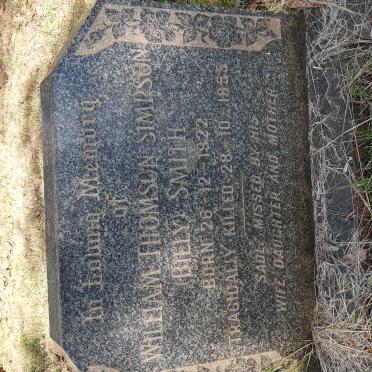 In Loving Memory
of
WILLIAM THOMSON SIMPSON
(BILLY) SMITH
BORN 26 - 12 - 1922
TRAGICALLY KILLED 28 - 10 - 1955
SADLY MISSED BY HIS
WIFE, DAUGHTER AND MOTHER